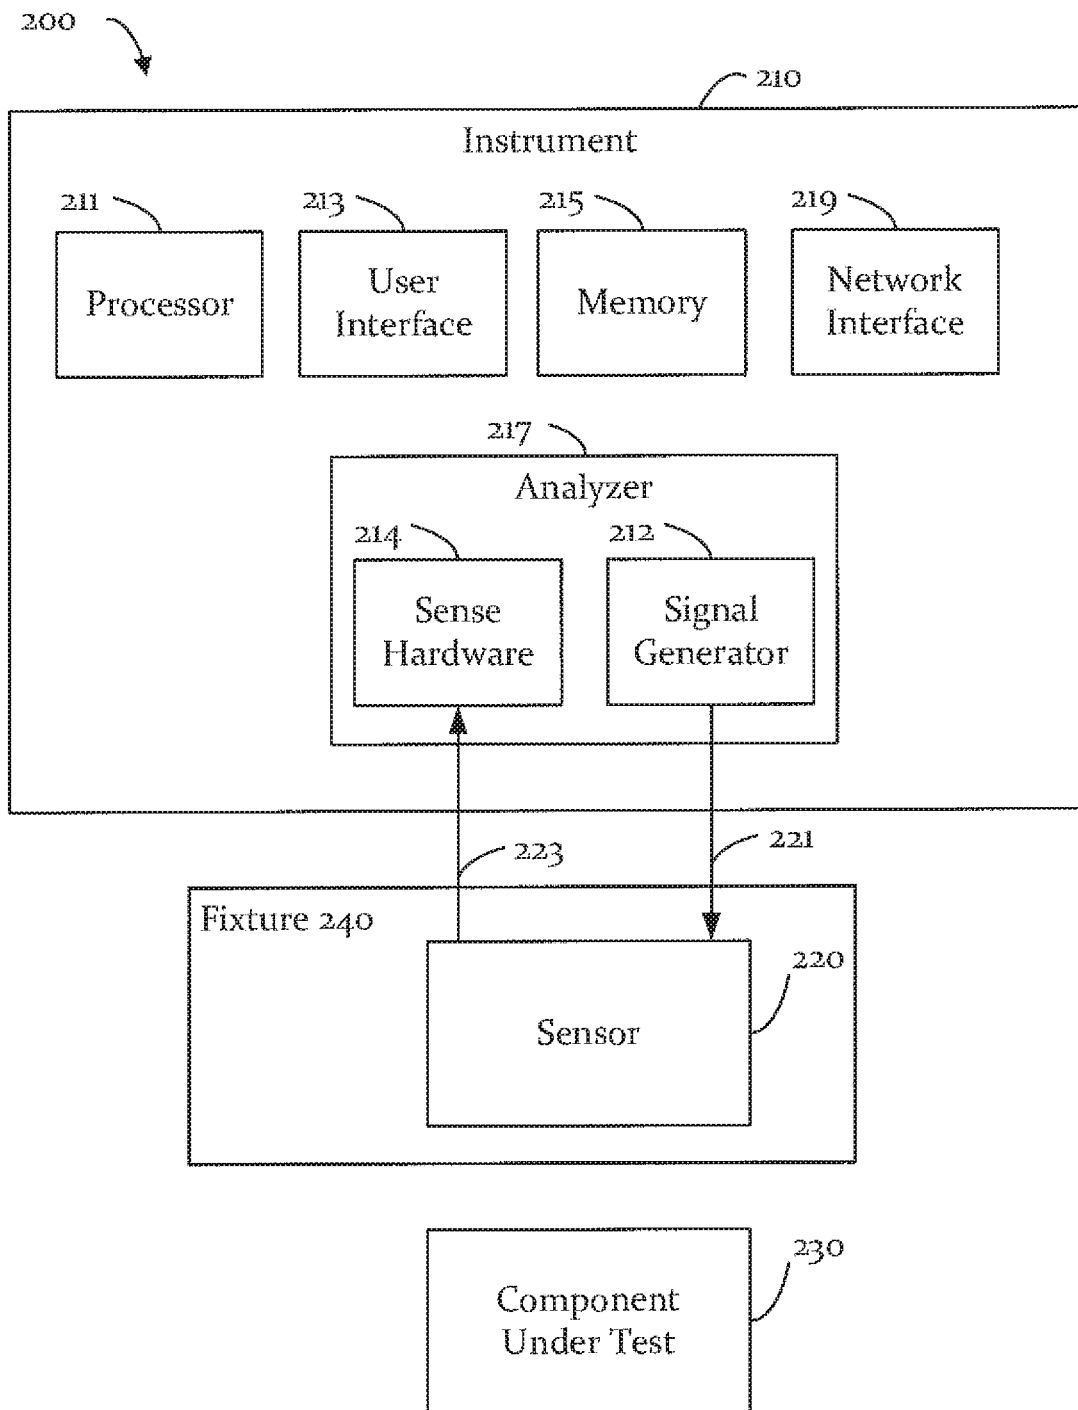 200
210
Instrument
211
213
215
219
Processor
User
Interface
Memory
Network
Interface
217
Analyzer
214
212
Sense
Hardware
Signal
Generator
223
221
Fixture 240
220
Sensor
230
Component
Under Test